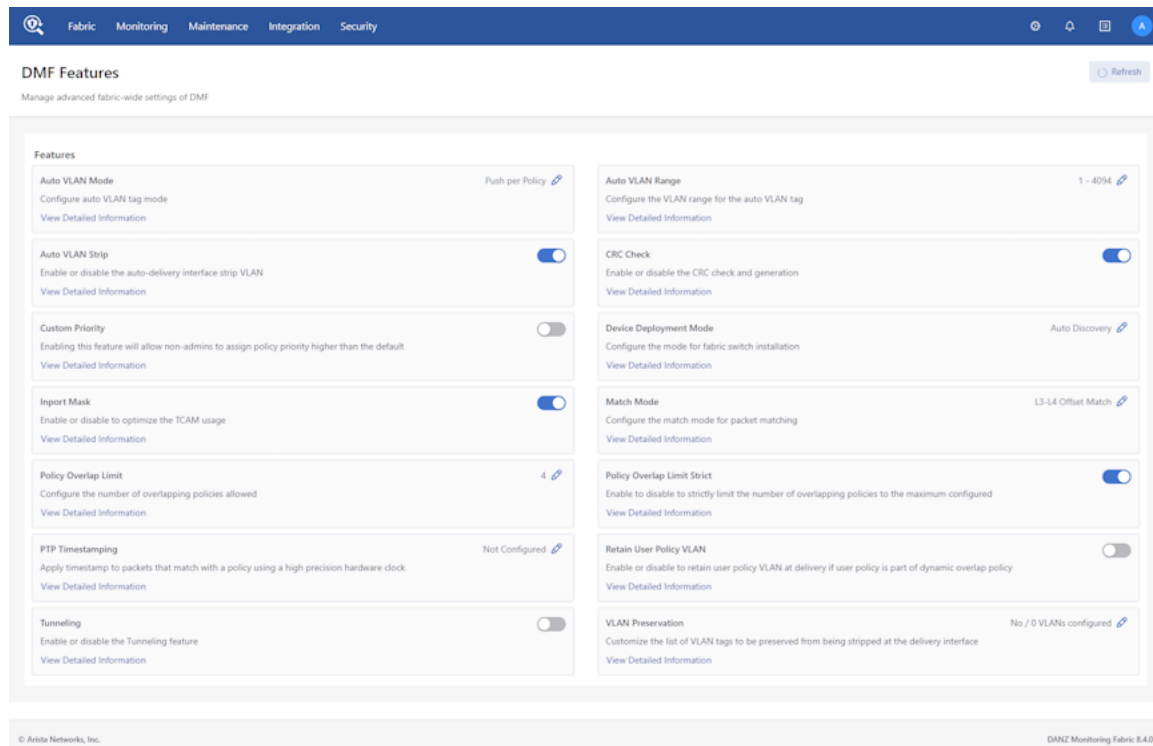 Fabric Monitoring Maintenance Integration Security A
DMF Features
Refresh
Manage advanced fabric-wide settings of DMF
Features
Auto VLAN Mode
Push per Policy
Configure auto VLAN tag mode
View Detailed Information
Auto VLAN Range
1 - 4094
Configure the VLAN range for the auto VLAN tag
View Detailed Information
Auto VLAN Strip
Enable or disable the auto-delivery interface strip VLAN
View Detailed Information
CRC Check
Enable or disable the CRC check and generation
View Detailed Information
Custom Priority
Enabling this feature will allow non-admins to assign policy priority higher than the default
View Detailed Information
Device Deployment Mode
Auto Discovery
Configure the mode for fabric switch installation
View Detailed Information
Inport Mask
Enable or disable to optimize the TCAM usage
View Detailed Information
Match Mode
L3-L4 Offset Match
Configure the match mode for packet matching
View Detailed Information
Policy Overlap Limit
4
Configure the number of overlapping policies allowed
View Detailed Information
Policy Overlap Limit Strict
Enable to disable to strictly limit the number of overlapping policies to the maximum configured
View Detailed Information
PTP Timestamping
Not Configured
Apply timestamp to packets that match with a policy using a high precision hardware clock
View Detailed Information
Retain User Policy VLAN
Enable or disable to retain user policy VLAN at delivery if user policy is part of dynamic overlap policy
View Detailed Information
Tunneling
Enable or disable the Tunneling feature
View Detailed Information
VLAN Preservation
No / 0 VLANs configured
Customize the list of VLAN tags to be preserved from being stripped at the delivery interface
View Detailed Information
© Arista Networks, Inc.
DANZ Monitoring Fabric 8.4.0